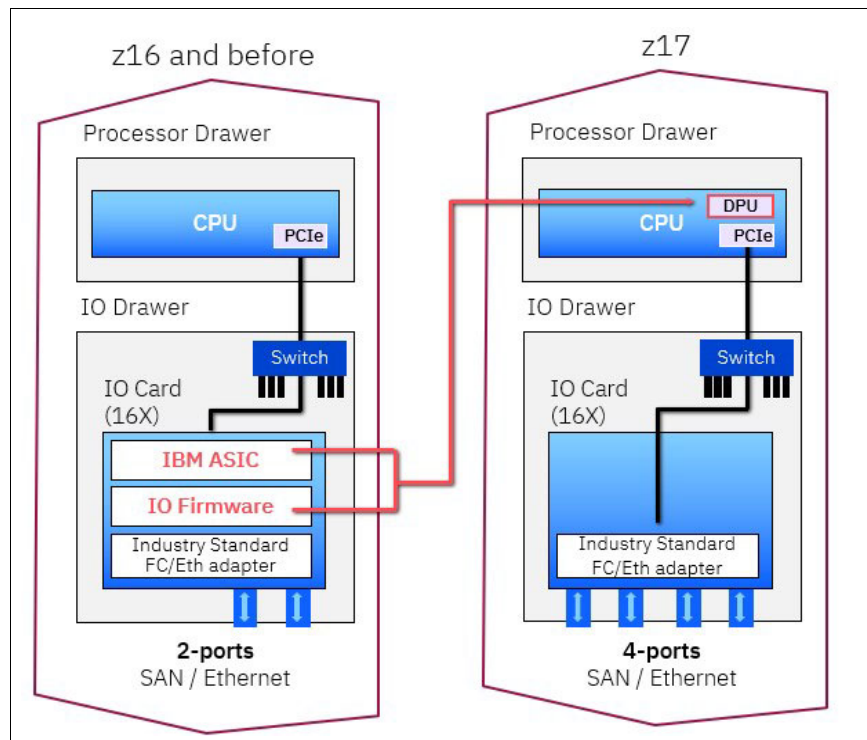 z16 and before
Processor Drawer
CPU
PCIe
IO Drawer
Switch
IO Card
(16X)
IBM ASIC
IO Firmware
Industry Standard
FC/Eth adapter
2-ports
SAN / Ethernet
z17
Processor Drawer
DPU
CPU
PCIe
IO Drawer
Switch
IO Card
(16X)
Industry Standard
FC/Eth adapter
4-ports
SAN / Ethernet